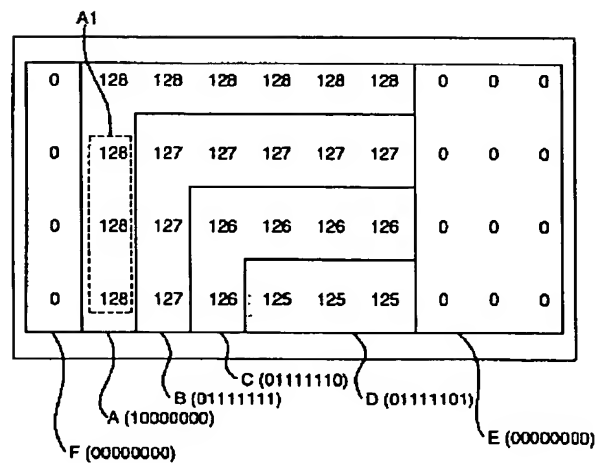 A1
0 128 128 128 128 128 128 0 0 0
0 128 127 127 127 127 127 0 0 0
0 128 127 126 126 126 126 0 0 0
0 128 127 126 125 125 125 0 0 0
C (01111110)
B (01111111)
D (01111101)
A (10000000)
E (00000000)
F (00000000)